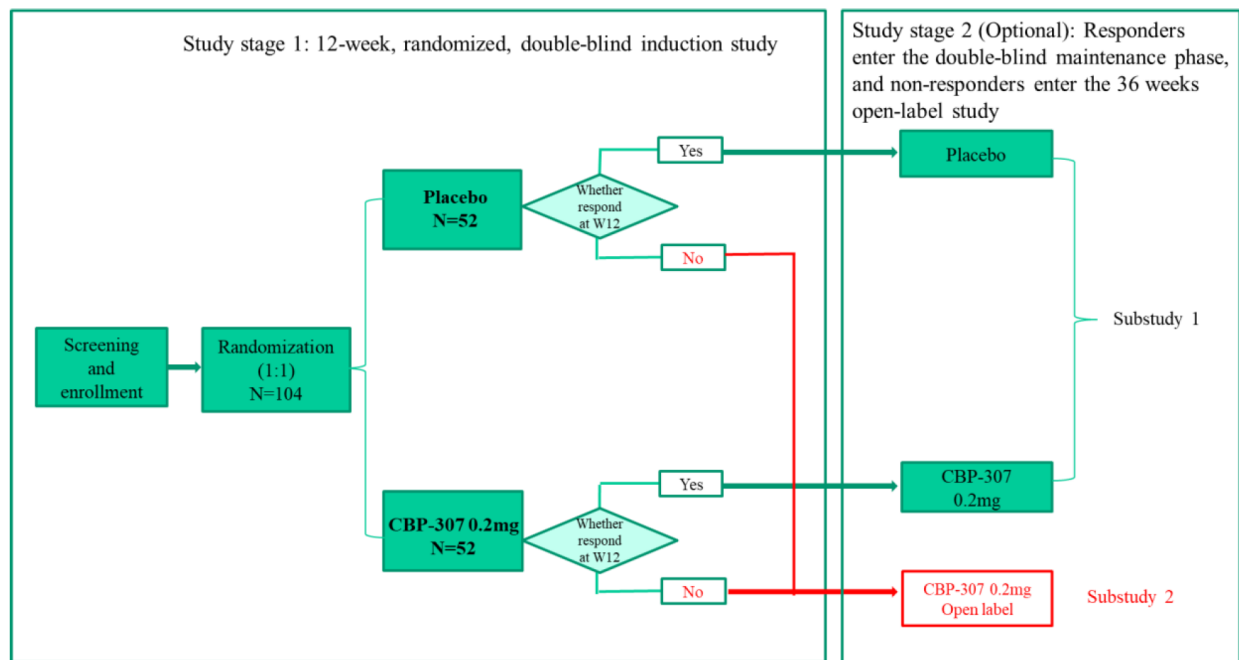 Study stage 1: 12-week, randomized, double-blind induction study
Study stage 2 (Optional): Responders
enter the double-blind maintenance phase,
and non-responders enter the 36 weeks
open-label study
Screening
and
enrollment
Randomization
(1:1)
N=104
Placebo
N=52
Whether
respond
at W12
Yes
No
Placebo
CBP-307 0.2mg
N=52
Whether
respond
at W12
Yes
No
CBP-307
0.2mg
Substudy 1
CBP-307 0.2mg
Open label
Substudy 2